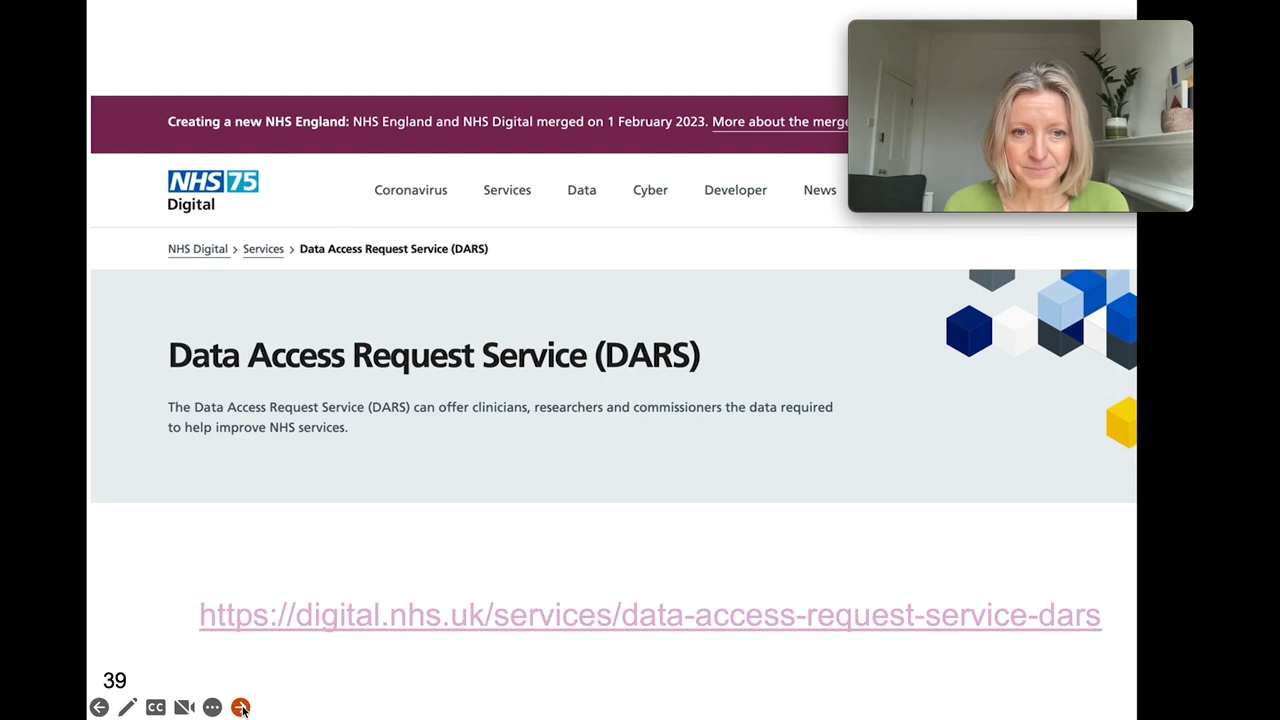 Creating a new NHS England: NHS England and NHS Digital merged on 1 February 2023. More about the merge
NHS 75
Digital
Coronavirus Services Data Cyber Developer News
NHS Digital > Services > Data Access Request Service (DARS)
Data Access Request Service (DARS)
The Data Access Request Service (DARS) can offer clinicians, researchers and commissioners the data required
to help improve NHS services.
https://digital.nhs.uk/services/data-access-request-service-dars
39
CC